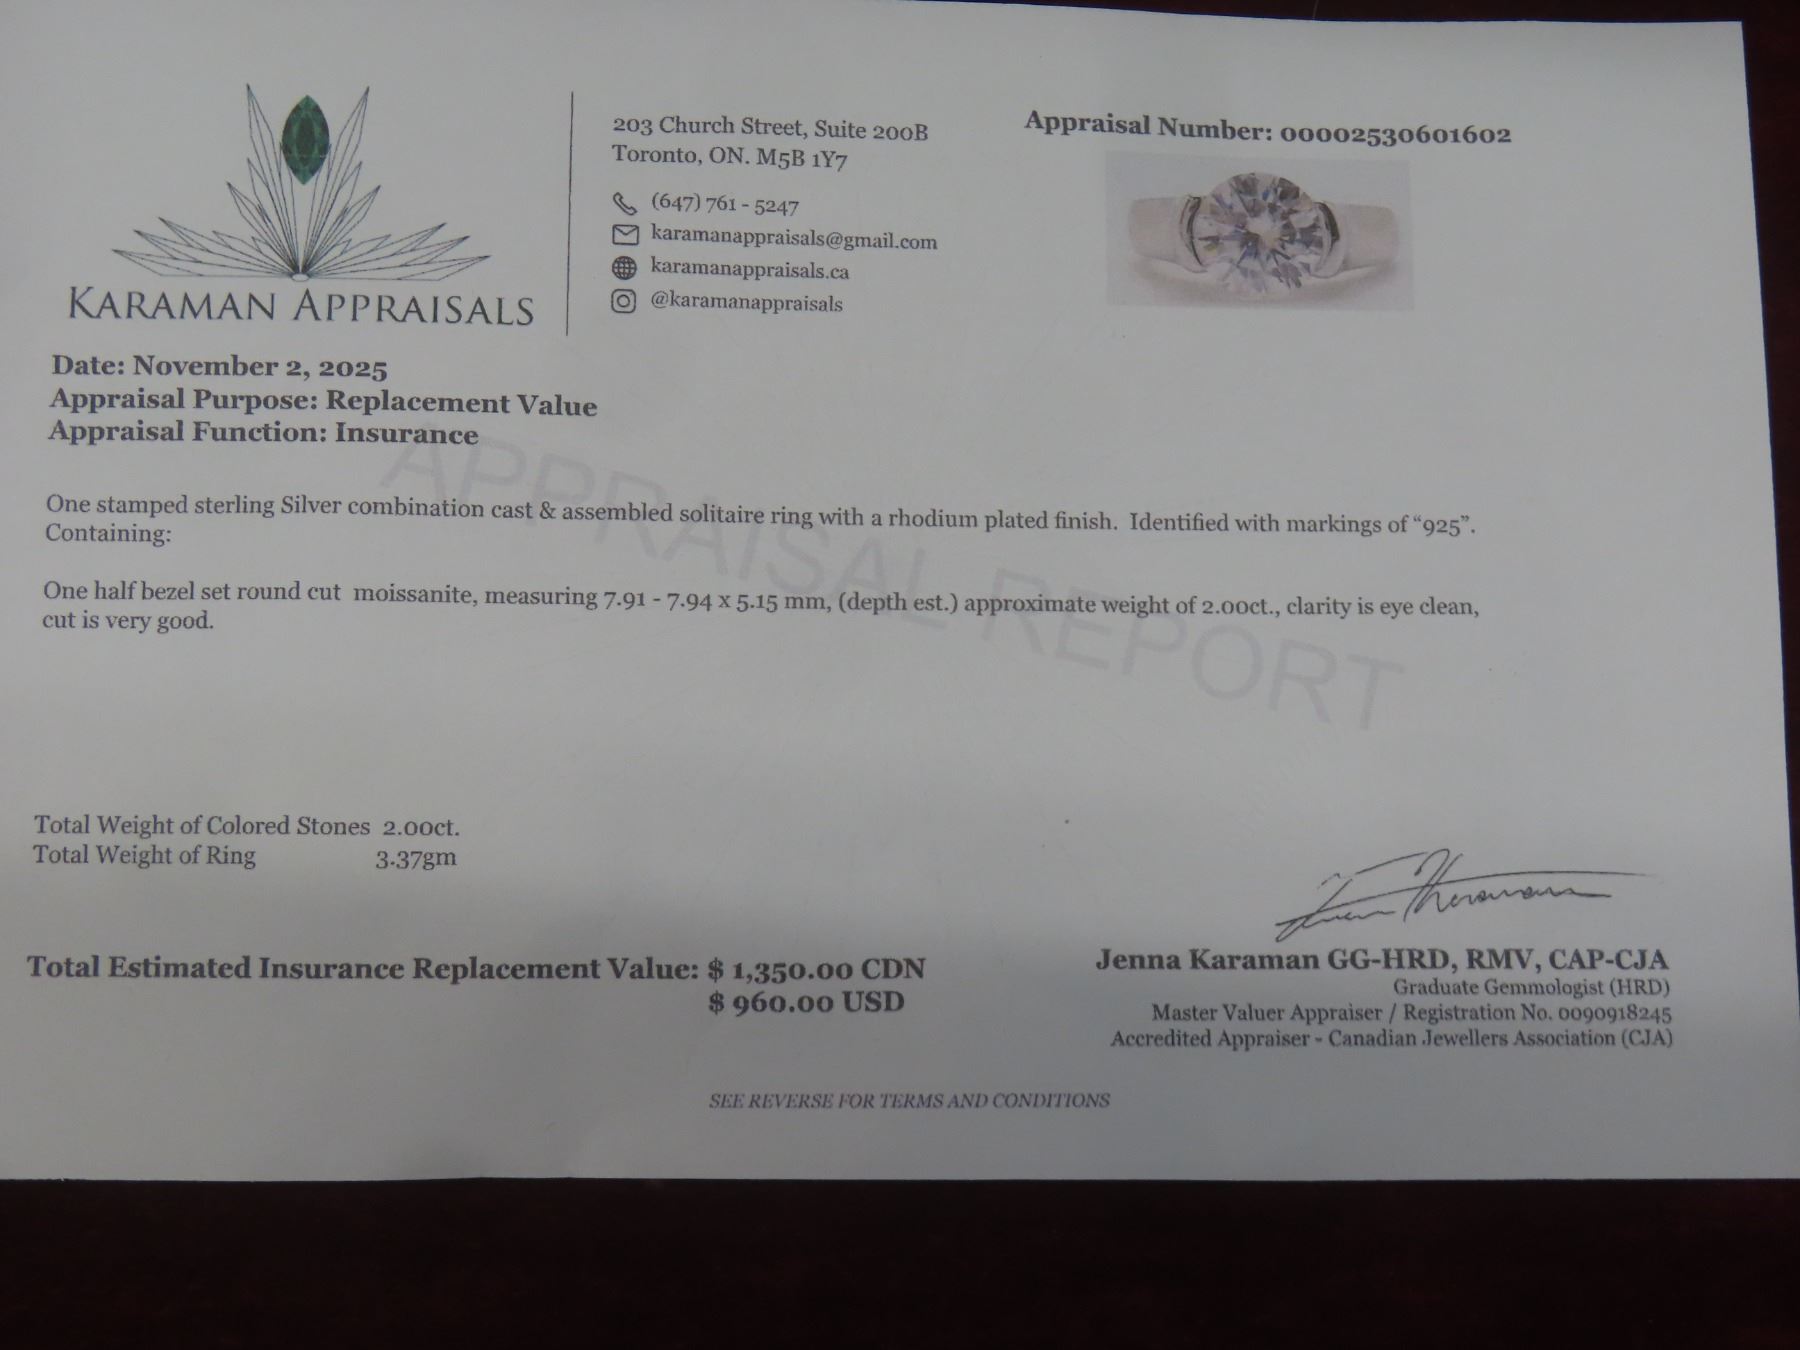 KARAMAN APPRAISALS
203 Church Street, Suite 200B
Toronto, ON. M5B 1Y7
(647) 761 - 5247
karamanappraisals@gmail.com
karamanappraisals.ca
@karamanappraisals
Appraisal Number: 00002530601602
Date: November 2, 2025
Appraisal Purpose: Replacement Value
Appraisal Function: Insurance
APPRAISAL REPORT
One stamped sterling Silver combination cast & assembled solitaire ring with a rhodium plated finish.  Identified with markings of “925”.
Containing:
One half bezel set round cut  moissanite, measuring 7.91 - 7.94 x 5.15 mm, (depth est.) approximate weight of 2.00ct., clarity is eye clean,
cut is very good.
Total Weight of Colored Stones 2.00ct.
Total Weight of Ring 3.37gm
Total Estimated Insurance Replacement Value: $ 1,350.00 CDN
$ 960.00 USD
Jenna Karaman GG-HRD, RMV, CAP-CJA
Graduate Gemmologist (HRD)
Master Valuer Appraiser / Registration No. 0090918245
Accredited Appraiser - Canadian Jewellers Association (CJA)
SEE REVERSE FOR TERMS AND CONDITIONS